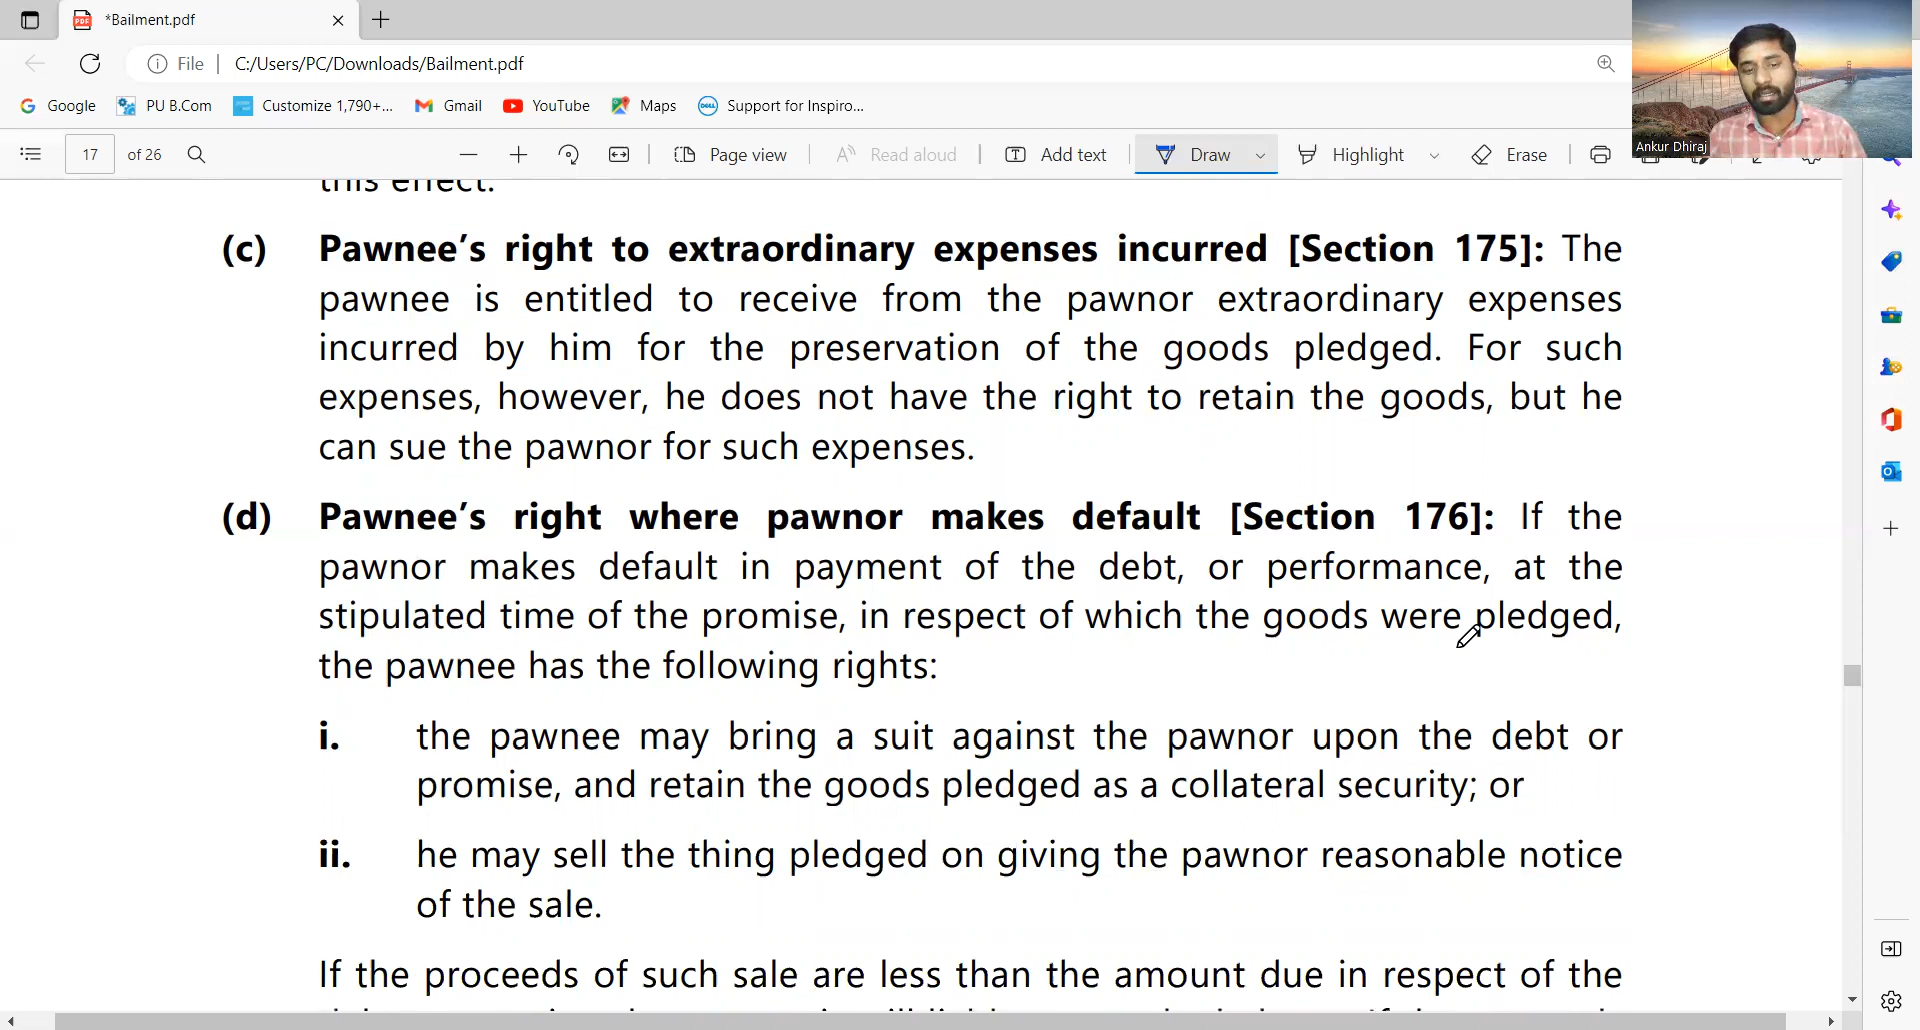 *Bailment.pdf
File
C:/Users/PC/Downloads/Bailment.pdf
Google
PU B.Com
Customize 1,790+...
Gmail
YouTube
Maps
Support for Inspiro...
17 of 26
Page view
Read aloud
Add text
Draw
Highlight
Erase
Ankur Dhiraj
this effect.
(c) Pawnee’s right to extraordinary expenses incurred [Section 175]: The
pawnee is entitled to receive from the pawnor extraordinary expenses
incurred by him for the preservation of the goods pledged. For such
expenses, however, he does not have the right to retain the goods, but he
can sue the pawnor for such expenses.
(d) Pawnee’s right where pawnor makes default [Section 176]: If the
pawnor makes default in payment of the debt, or performance, at the
stipulated time of the promise, in respect of which the goods were pledged,
the pawnee has the following rights:
i. the pawnee may bring a suit against the pawnor upon the debt or
promise, and retain the goods pledged as a collateral security; or
ii. he may sell the thing pledged on giving the pawnor reasonable notice
of the sale.
If the proceeds of such sale are less than the amount due in respect of the